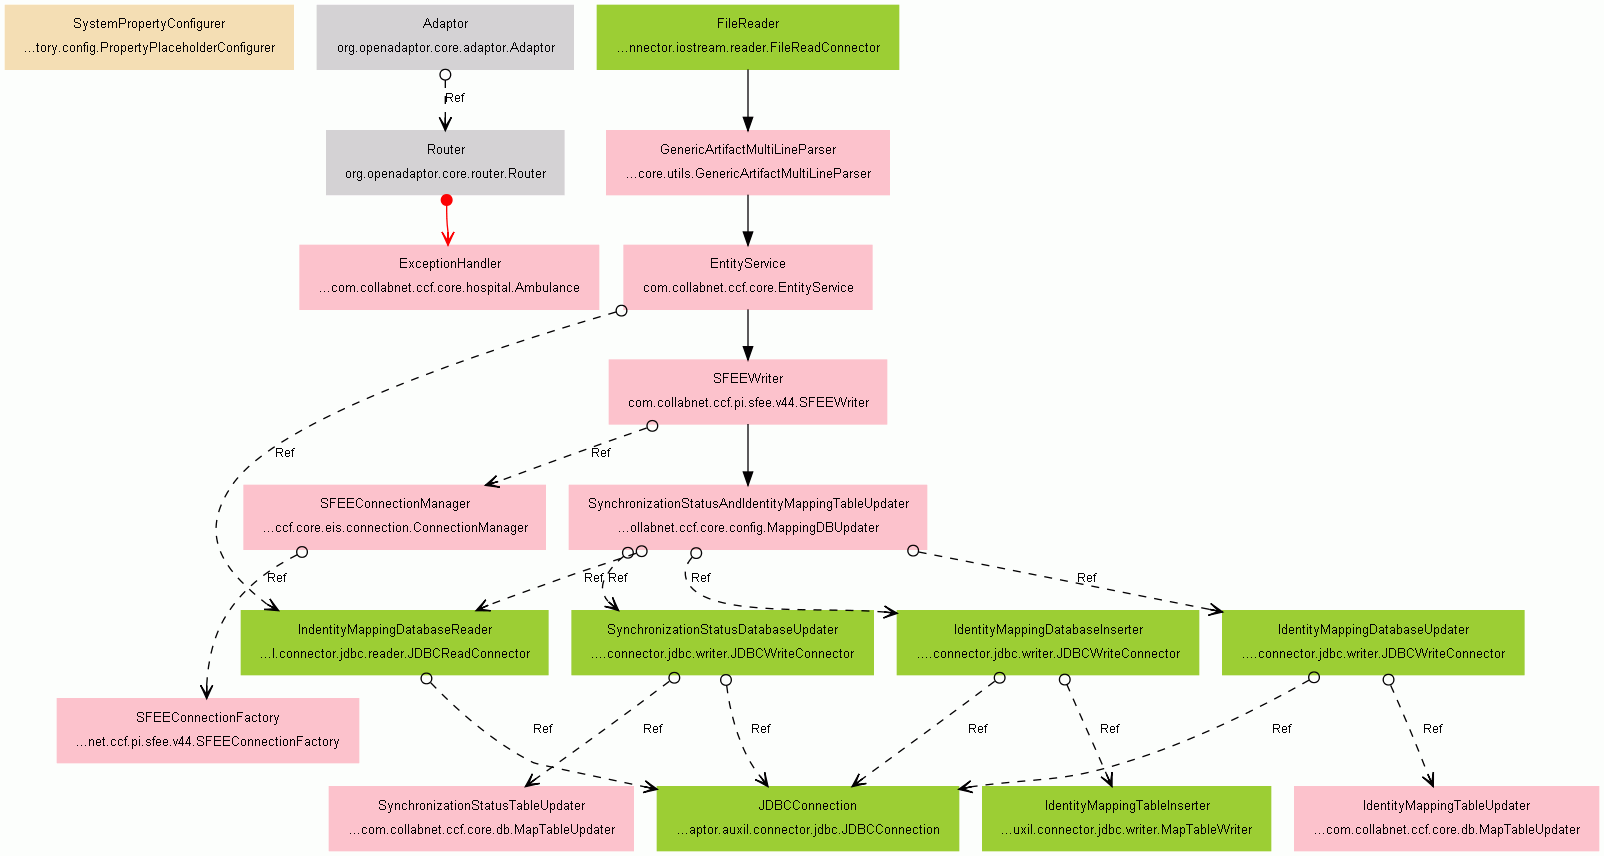 SystemPropertyConfigurer
...tory.config.PropertyPlaceholderConfigurer
Adaptor
org.openadaptor.core.adaptor.Adaptor
FileReader
...nnector.iostream.reader.FileReadConnector
Ref
Router
org.openadaptor.core.router.Router
GenericArtifactMultiLineParser
...core.utils.GenericArtifactMultiLineParser
ExceptionHandler
...com.collabnet.ccf.core.hospital.Ambulance
EntityService
com.collabnet.ccf.core.EntityService
SFEEWriter
com.collabnet.ccf.pi.sfee.v44.SFEEWriter
Ref
Ref
SFEEConnectionManager
...ccf.core.eis.connection.ConnectionManager
SynchronizationStatusAndIdentityMappingTableUpdater
...ollabnet.ccf.core.config.MappingDBUpdater
Ref
Ref
Ref
Ref
Ref
IndentityMappingDatabaseReader
...l.connector.jdbc.reader.JDBCReadConnector
SynchronizationStatusDatabaseUpdater
....connector.jdbc.writer.JDBCWriteConnector
IdentityMappingDatabaseInserter
....connector.jdbc.writer.JDBCWriteConnector
IdentityMappingDatabaseUpdater
....connector.jdbc.writer.JDBCWriteConnector
SFEEConnectionFactory
...net.ccf.pi.sfee.v44.SFEEConnectionFactory
Ref
Ref
Ref
Ref
Ref
Ref
Ref
SynchronizationStatusTableUpdater
...com.collabnet.ccf.core.db.MapTableUpdater
JDBCConnection
...aptor.auxil.connector.jdbc.JDBCConnection
IdentityMappingTableInserter
...uxil.connector.jdbc.writer.MapTableWriter
IdentityMappingTableUpdater
...com.collabnet.ccf.core.db.MapTableUpdater